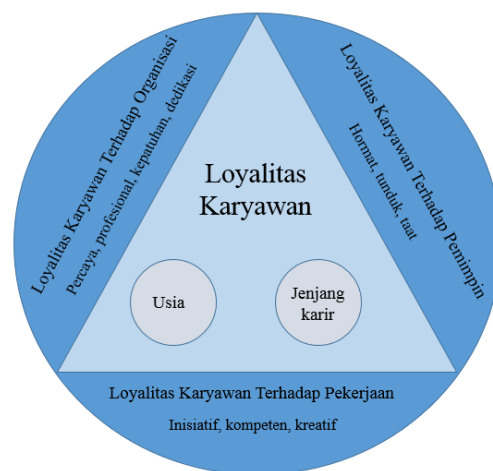 Loyalitas Karyawan Terhadap Organisasi
Percaya, profesional, kepatuhan, dedikasi
Loyalitas Karyawan Terhadap Pemimpin
Hormat, tunduk, taat
Loyalitas
Karyawan
Usia
Jenjang
karir
Loyalitas Karyawan Terhadap Pekerjaan
Inisiatif, kompeten, kreatif